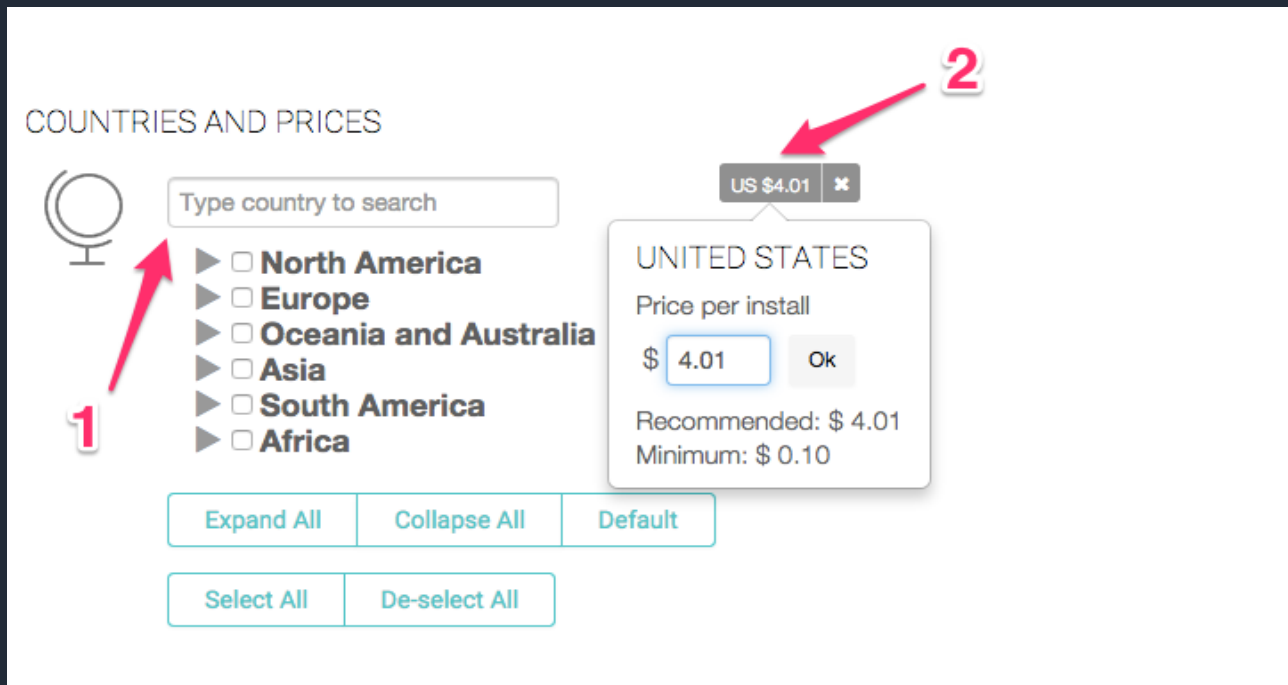 2
COUNTRIES AND PRICES
US $4.01 ✖
Type country to search
UNITED STATES
North America
Price per install
Europe
Oceania and Australia
$ 4.01 Ok
Asia
South America
Recommended: $ 4.01
1
Africa
Minimum: $ 0.10
Expand All Collapse All Default
Select All De-select All